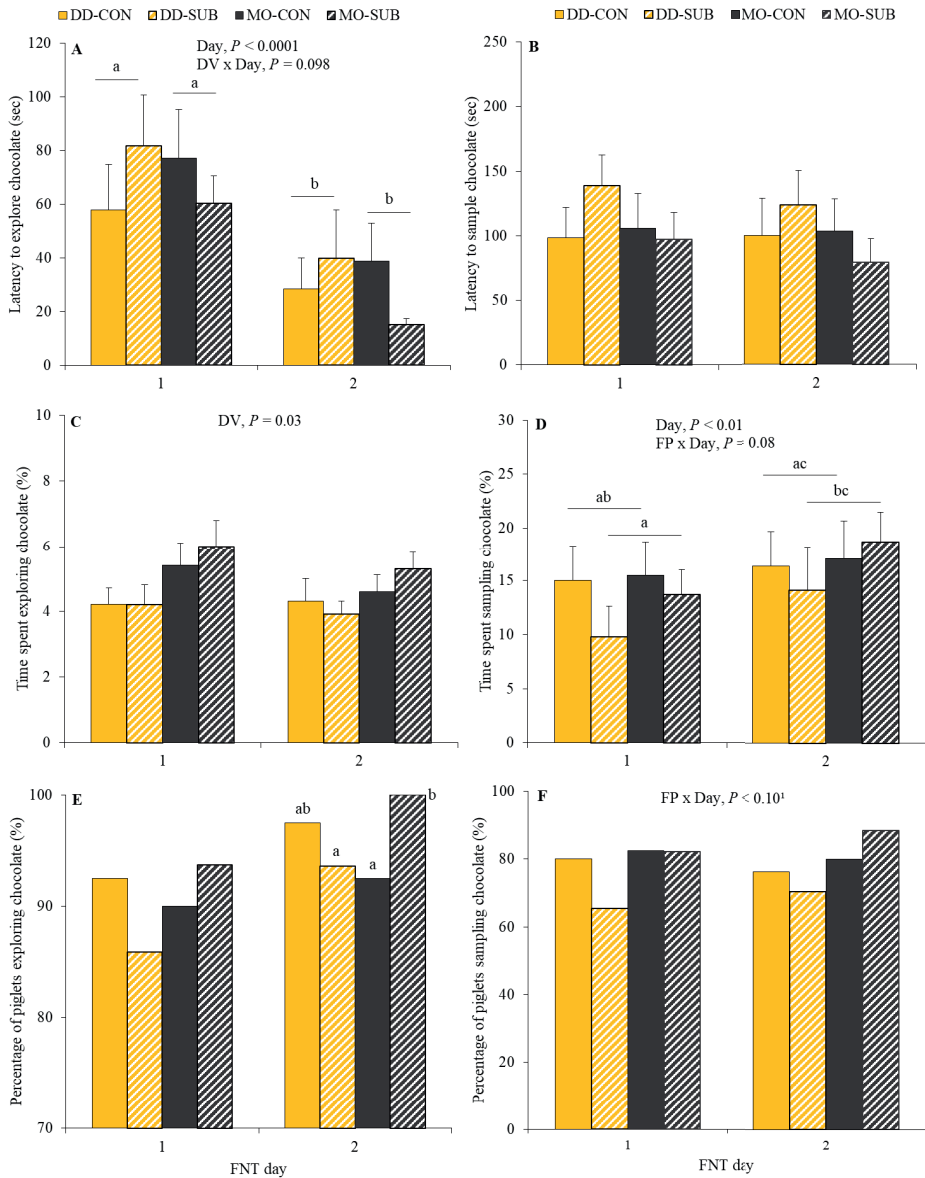 DD-CON DD-SUB MO-CON MO-SUB
DD-CON DD-SUB MO-CON MO-SUB
A
Day, P < 0.0001
DV x Day, P = 0.098
Latency to explore chocolate (sec)
120
100
80
60
40
20
0
a
a
b
b
1
2
B
Latency to sample chocolate (sec)
250
200
150
100
50
0
1
2
C
DV, P = 0.03
Time spent exploring chocolate (%)
10
8
6
4
2
0
1
2
D
Day, P < 0.01
FP x Day, P = 0.08
Time spent sampling chocolate (%)
30
25
20
15
10
5
0
ab
a
ac
bc
1
2
E
Percentage of piglets exploring chocolate (%)
100
90
80
70
ab
a
a
b
1
2
FNT day
F
FP x Day, P < 0.10¹
Percentage of piglets sampling chocolate (%)
100
80
60
40
20
0
1
2
FNT day